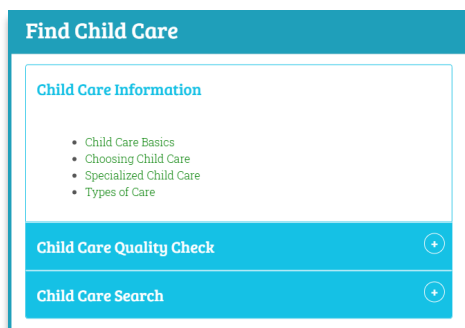 Find Child Care
Child Care Information
Child Care Basics
Choosing Child Care
Specialized Child Care
Types of Care
Child Care Quality Check
+
Child Care Search
+